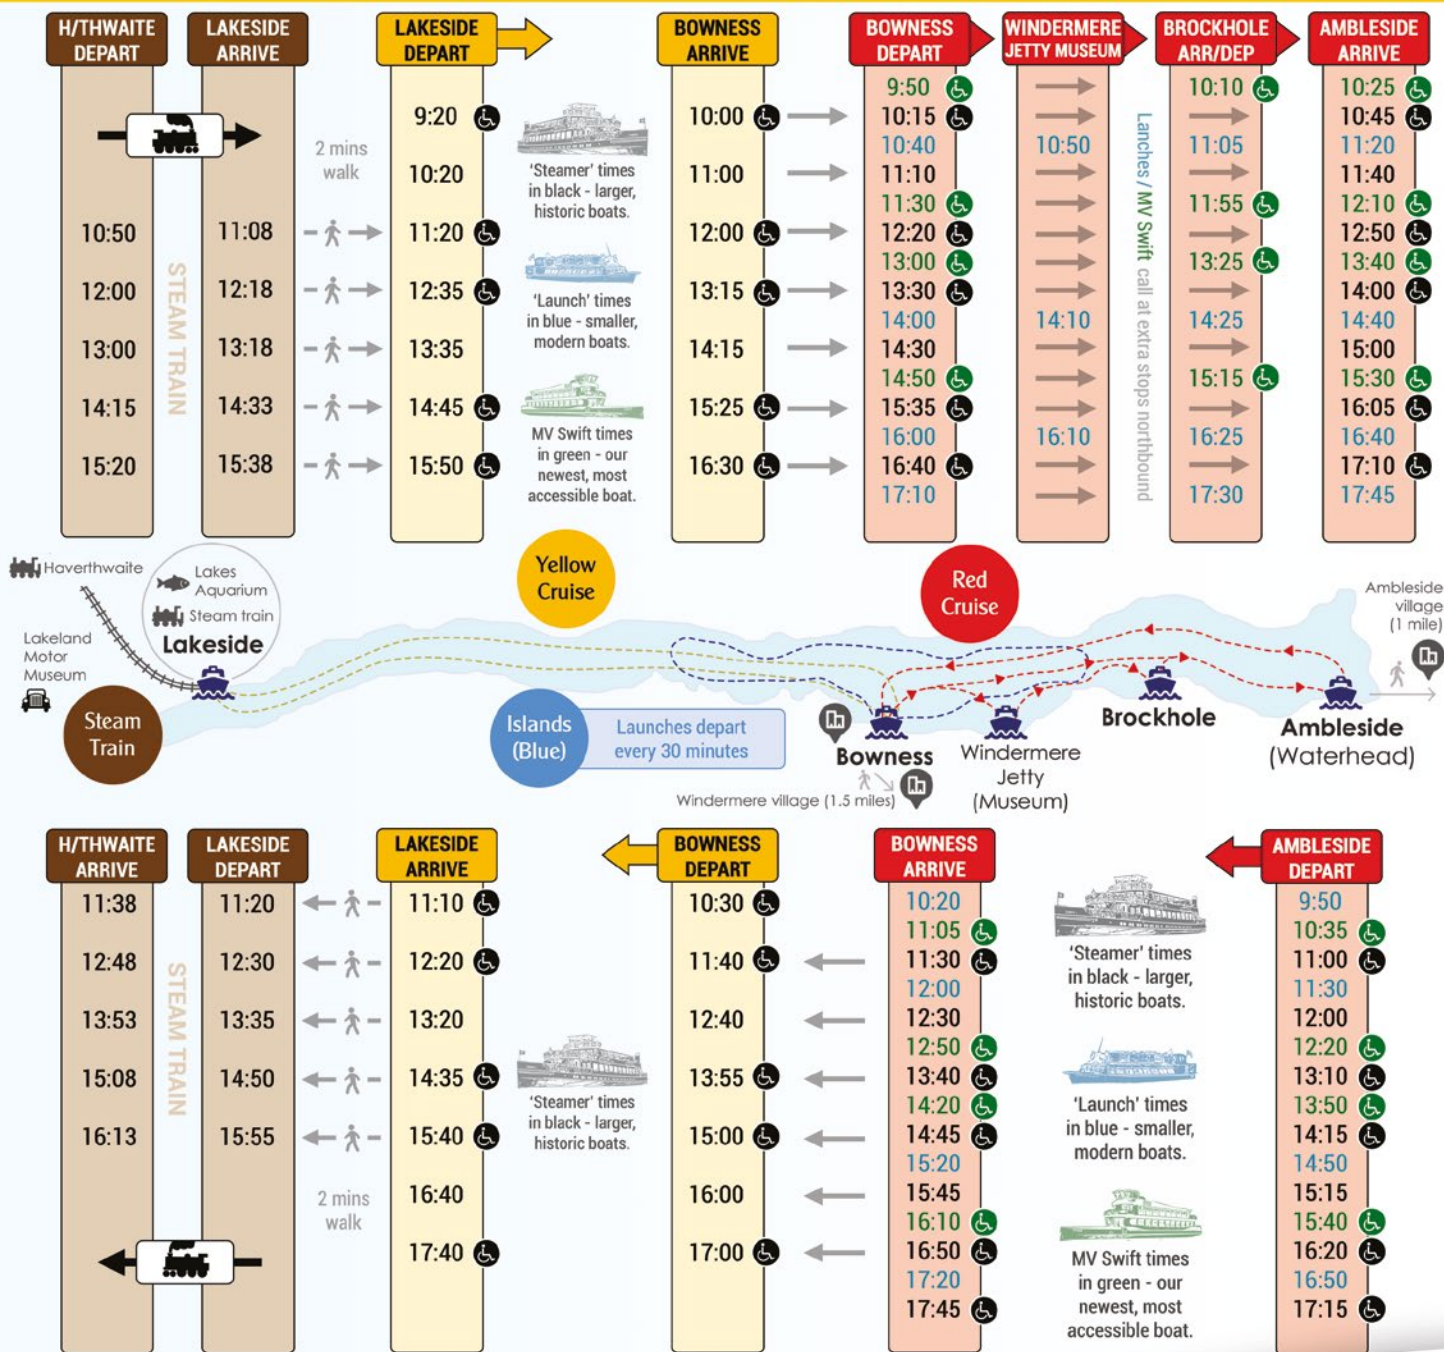 H/THWAITE DEPART
LAKESIDE ARRIVE
LAKESIDE DEPART
BOWNESS ARRIVE
BOWNESS DEPART
WINDERMERE JETTY MUSEUM
BROCKHOLE ARR/DEP
AMBLESIDE ARRIVE
9:50 10:10 10:25
9:20 10:00 10:15 10:45
10:40 10:50 11:05 11:20
10:20 11:00 11:10 11:40
11:30 11:55 12:10
10:50 11:08 11:20 12:00 12:20 12:50
13:00 13:25 13:40
12:00 12:18 12:35 13:15 13:30 14:00
14:00 14:10 14:25 14:40
13:00 13:18 13:35 14:15 14:30 15:00
14:50 15:15 15:30
14:15 14:33 14:45 15:25 15:35 16:05
16:00 16:10 16:25 16:40
15:20 15:38 15:50 16:30 16:40 17:10
17:10 17:30 17:45
STEAM TRAIN
2 mins
walk
'Steamer' times
in black - larger,
historic boats.
'Launch' times
in blue - smaller,
modern boats.
MV Swift times
in green - our
newest, most
accessible boat.
Lanches / MV Swift call at extra stops northbound
Haverthwaite
Lakes
Aquarium
Steam train
Lakeside
Lakeland
Motor
Museum
Steam
Train
Yellow
Cruise
Islands
(Blue)
Launches depart
every 30 minutes
Red
Cruise
Bowness
Windermere village (1.5 miles)
Windermere
Jetty
(Museum)
Brockhole
Ambleside
(Waterhead)
Ambleside
village
(1 mile)
H/THWAITE ARRIVE
LAKESIDE DEPART
LAKESIDE ARRIVE
BOWNESS DEPART
BOWNESS ARRIVE
AMBLESIDE DEPART
11:38 11:20 11:10 10:30 10:20 9:50
11:05 10:35
12:48 12:30 12:20 11:40 11:30 11:00
12:00 11:30
13:53 13:35 13:20 12:40 12:30 12:00
12:50 12:20
15:08 14:50 14:35 13:55 13:40 13:10
14:20 13:50
16:13 15:55 15:40 15:00 14:45 14:15
15:20 14:50
16:40 16:00 15:45 15:15
16:10 15:40
17:40 17:00 16:50 16:20
17:20 16:50
17:45 17:15
STEAM TRAIN
2 mins
walk
'Steamer' times
in black - larger,
historic boats.
'Steamer' times
in black - larger,
historic boats.
'Launch' times
in blue - smaller,
modern boats.
MV Swift times
in green - our
newest, most
accessible boat.